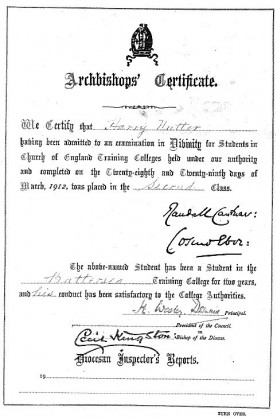 Archbishops' Certificate.
We Certify that Harry Nutter
having been admitted to an examination in Divinity for Students in
Church of England Training Colleges held under our authority
and completed on the Twenty-eighth and Twenty-ninth days of
March, 1912, was placed in the Second Class.
Randall Cantuar:
Cosmo Ebor:
The above-named Student has been a Student in the
Battersea Training College for two years,
and his conduct has been satisfactory to the College Authorities.
H. Wesley Dennis Principal.
President of the Council
or
Bishop of the Diocese.
Cecil Kingston
Diocesan Inspector's Reports.
19
TURN OVER.